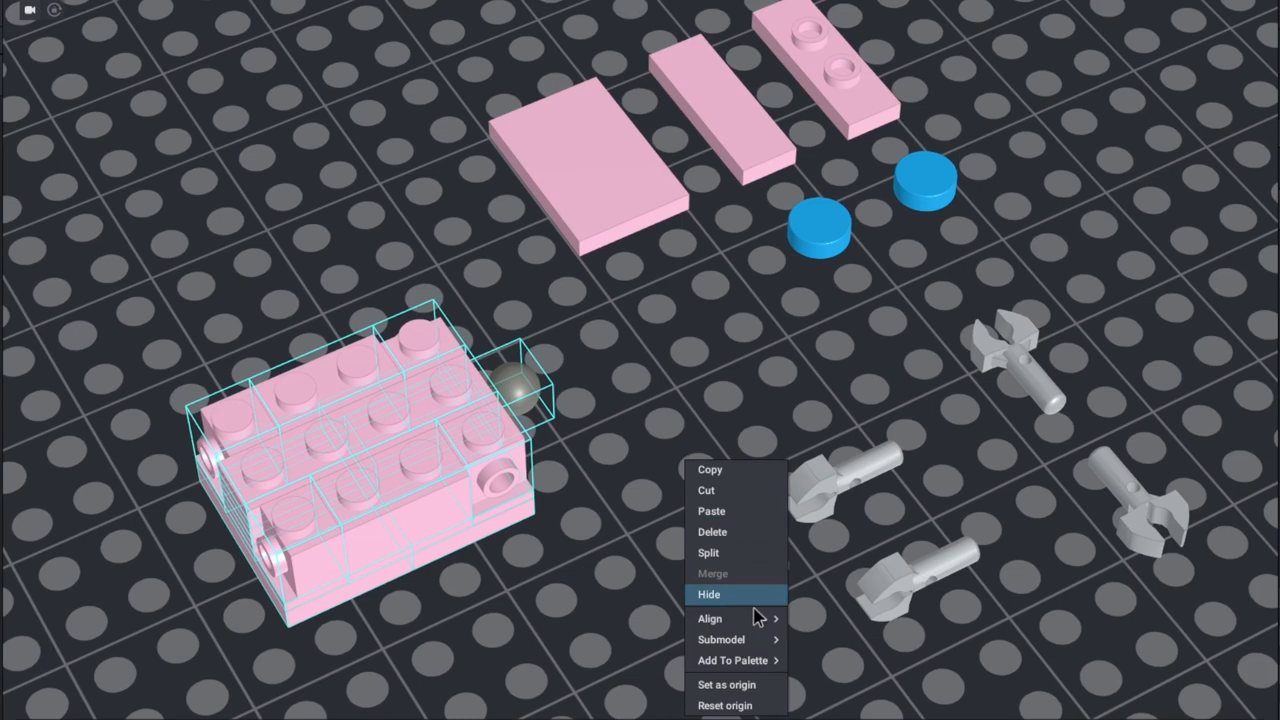 Copy
Cut
Paste
Delete
Split
Merge
Hide
Align
Submodel
Add To Palette
Set as origin
Reset origin